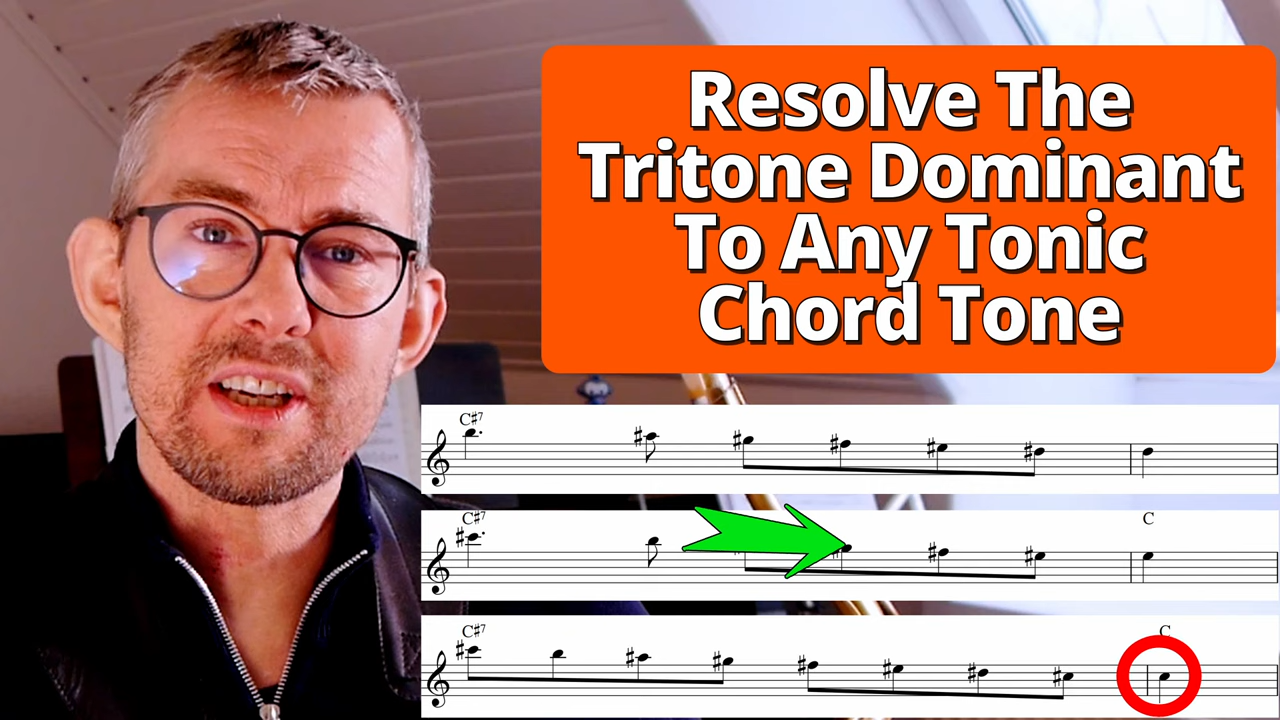 Resolve The
Tritone Dominant
To Any Tonic
Chord Tone
C#7
C#7
C
C#7
C